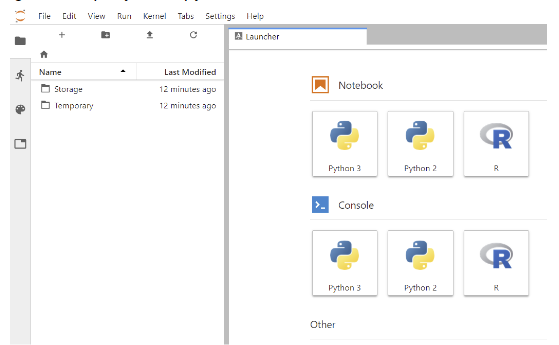 File Edit View Run Kernel Tabs Settings Help
Launcher
Name Last Modified
Storage 12 minutes ago
Temporary 12 minutes ago
Notebook
Python 3 Python 2 R
Console
Python 3 Python 2 R
Other